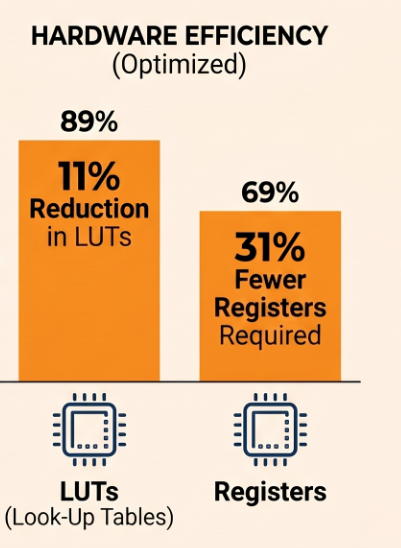 HARDWARE EFFICIENCY
(Optimized)
89%
11%
Reduction
in LUTs
69%
31%
Fewer
Registers
Required
LUTs
(Look-Up Tables)
Registers